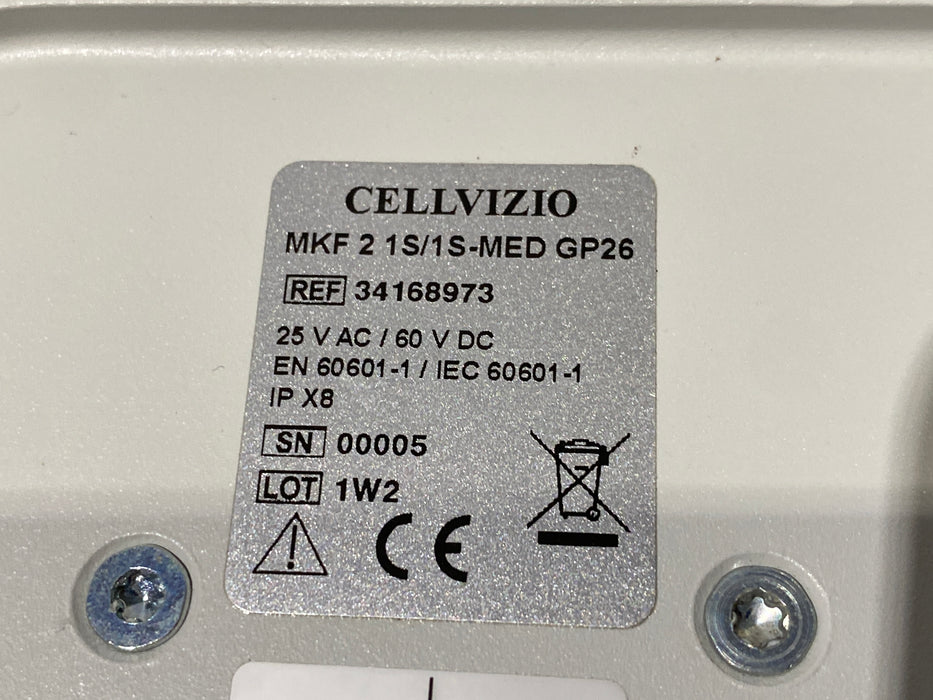 CELLVIZIO
MKF 2 1S/1S-MED GP26
REF 34168973
25 V AC / 60 V DC
EN 60601-1 / IEC 60601-1
IP X8
SN 00005
LOT 1W2
CE